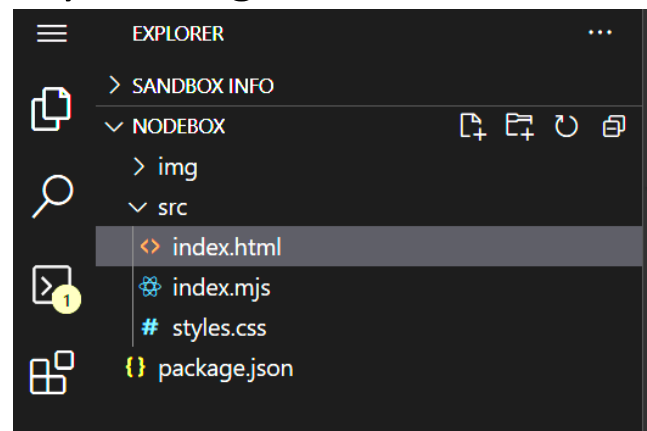 EXPLORER
SANDBOX INFO
NODEBOX
img
src
<> index.html
index.mjs
# styles.css
{} package.json
1